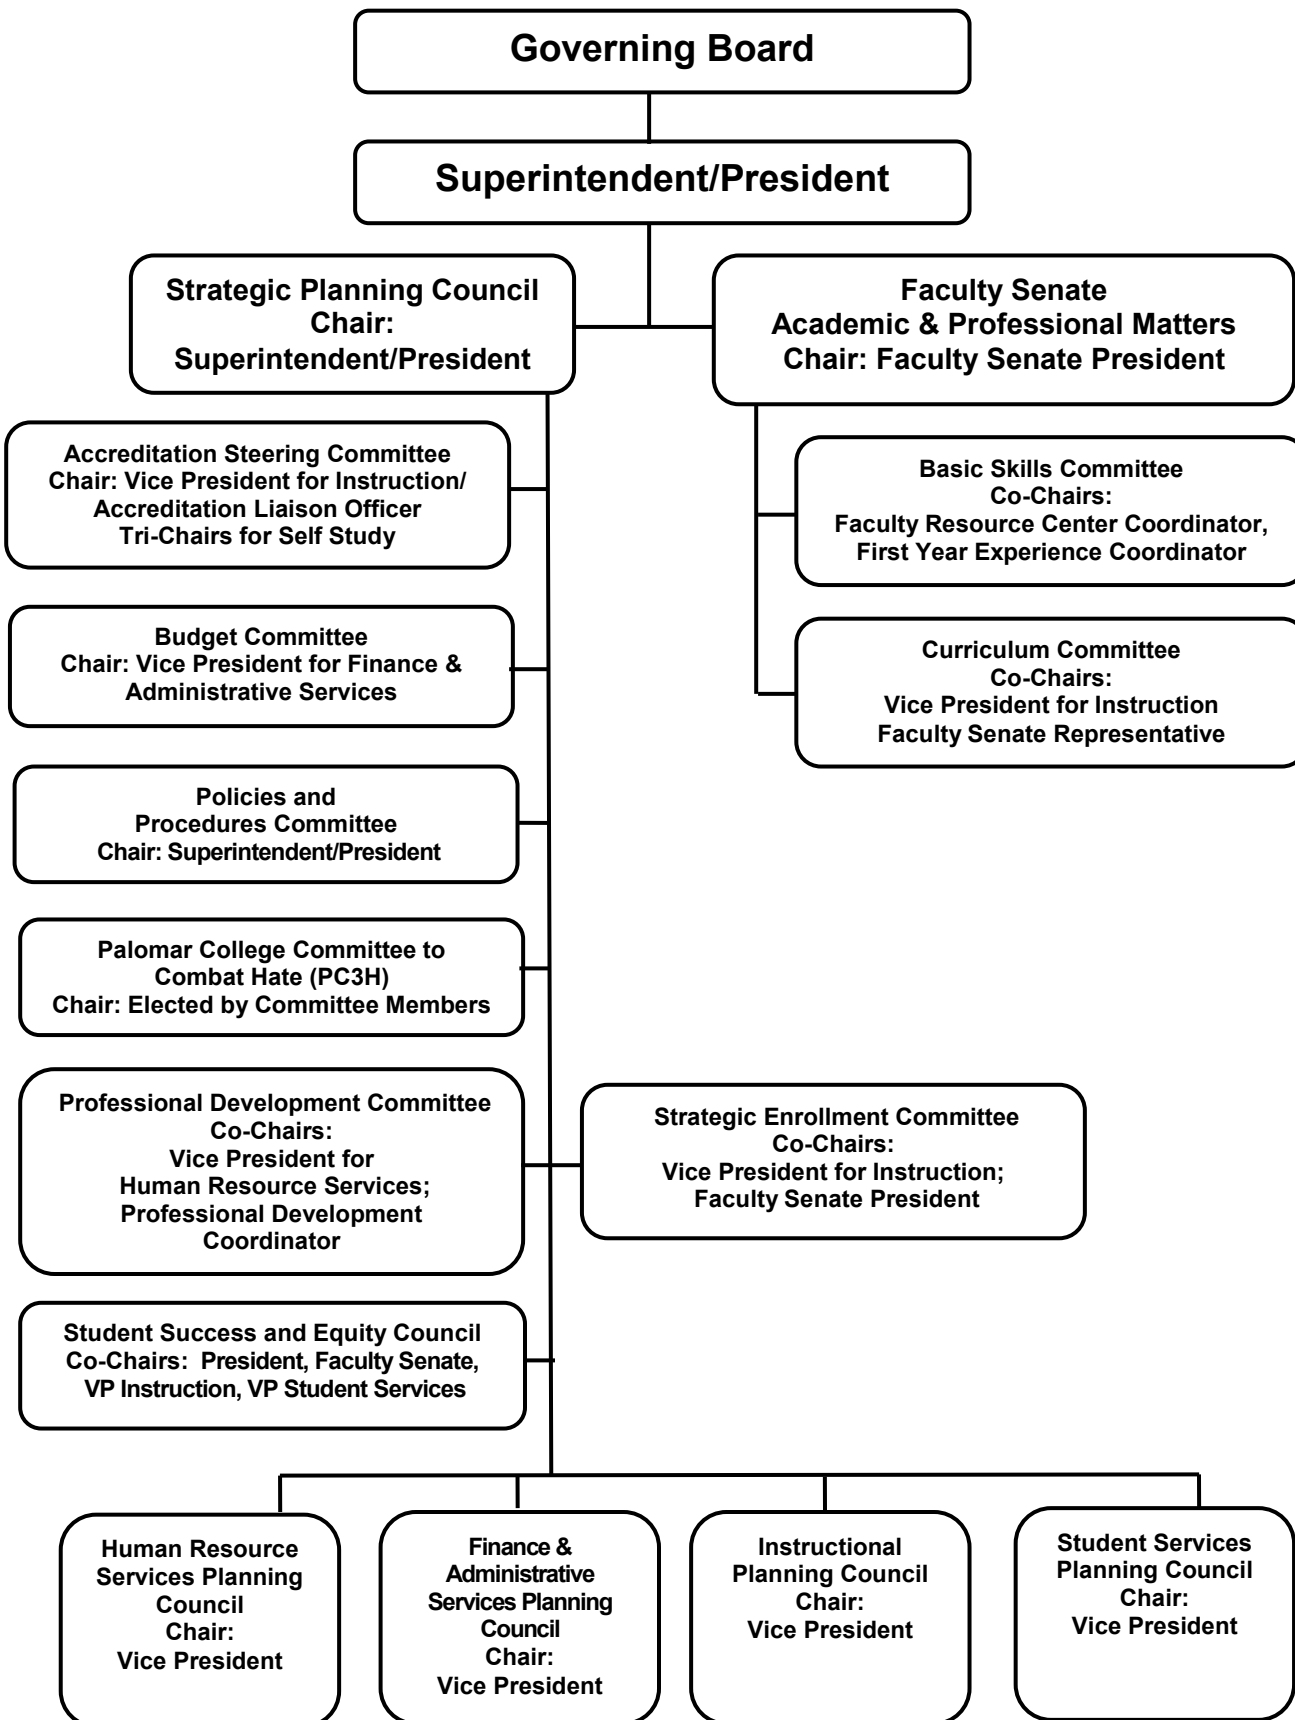 Governing Board
Superintendent/President
Strategic Planning Council
Chair:
Superintendent/President
Faculty Senate
Academic & Professional Matters
Chair: Faculty Senate President
Accreditation Steering Committee
Chair: Vice President for Instruction/
Accreditation Liaison Officer
Tri-Chairs for Self Study
Basic Skills Committee
Co-Chairs:
Faculty Resource Center Coordinator,
First Year Experience Coordinator
Budget Committee
Chair: Vice President for Finance &
Administrative Services
Curriculum Committee
Co-Chairs:
Vice President for Instruction
Faculty Senate Representative
Policies and
Procedures Committee
Chair: Superintendent/President
Palomar College Committee to
Combat Hate (PC3H)
Chair: Elected by Committee Members
Professional Development Committee
Co-Chairs:
Vice President for
Human Resource Services;
Professional Development
Coordinator
Strategic Enrollment Committee
Co-Chairs:
Vice President for Instruction;
Faculty Senate President
Student Success and Equity Council
Co-Chairs: President, Faculty Senate,
VP Instruction, VP Student Services
Human Resource
Services Planning
Council
Chair:
Vice President
Finance &
Administrative
Services Planning
Council
Chair:
Vice President
Instructional
Planning Council
Chair:
Vice President
Student Services
Planning Council
Chair:
Vice President